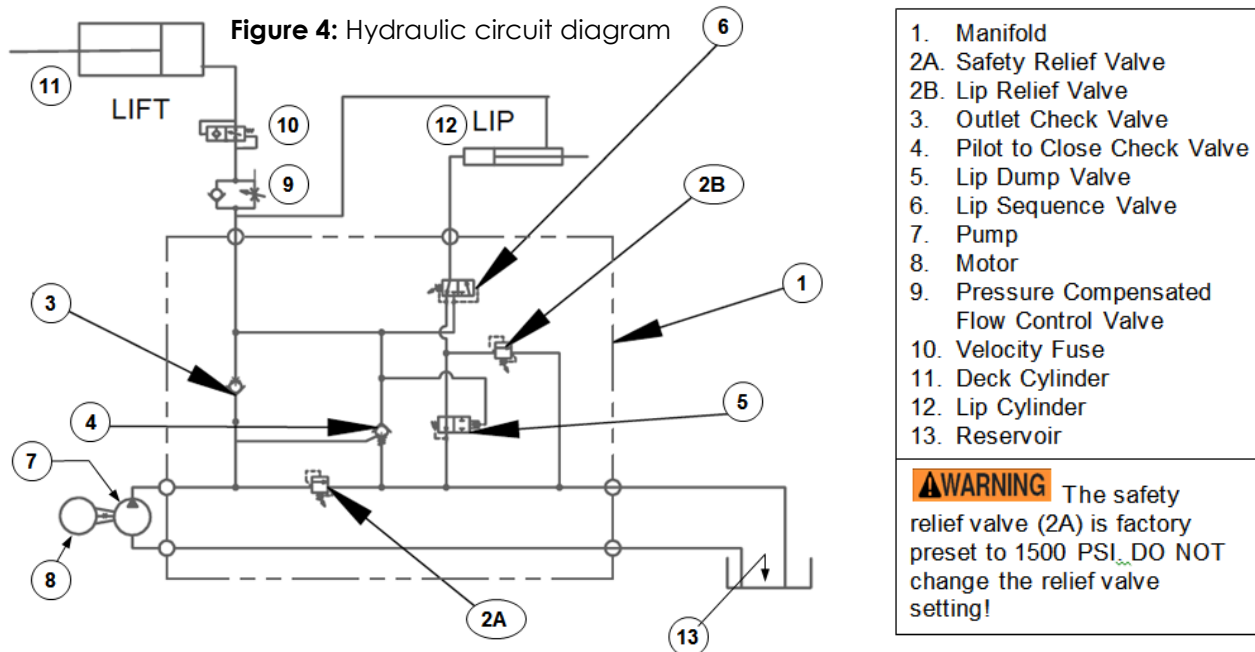 Figure 4: Hydraulic circuit diagram
6
11
LIFT
10
12
LIP
9
2B
3
1
4
5
7
8
2A
13
1. Manifold
2A. Safety Relief Valve
2B. Lip Relief Valve
3. Outlet Check Valve
4. Pilot to Close Check Valve
5. Lip Dump Valve
6. Lip Sequence Valve
7. Pump
8. Motor
9. Pressure Compensated
Flow Control Valve
10. Velocity Fuse
11. Deck Cylinder
12. Lip Cylinder
13. Reservoir
WARNING The safety
relief valve (2A) is factory
preset to 1500 PSI. DO NOT
change the relief valve
setting!